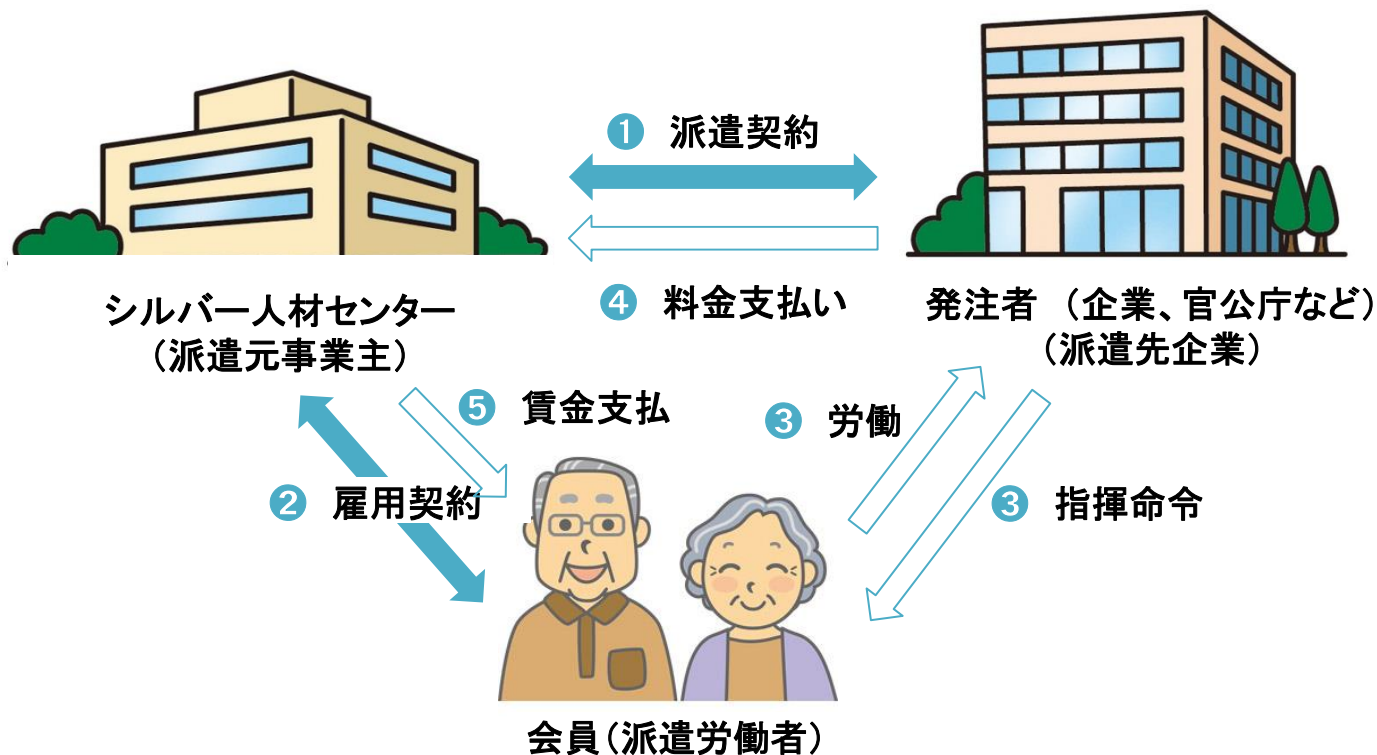 ❶ 派遣契約
❹ 料金支払い
シルバー人材センター
（派遣元事業主）
発注者 （企業、官公庁など）
（派遣先企業）
❺ 賃金支払
❸ 労働
❷ 雇用契約
❸ 指揮命令
会員（派遣労働者）